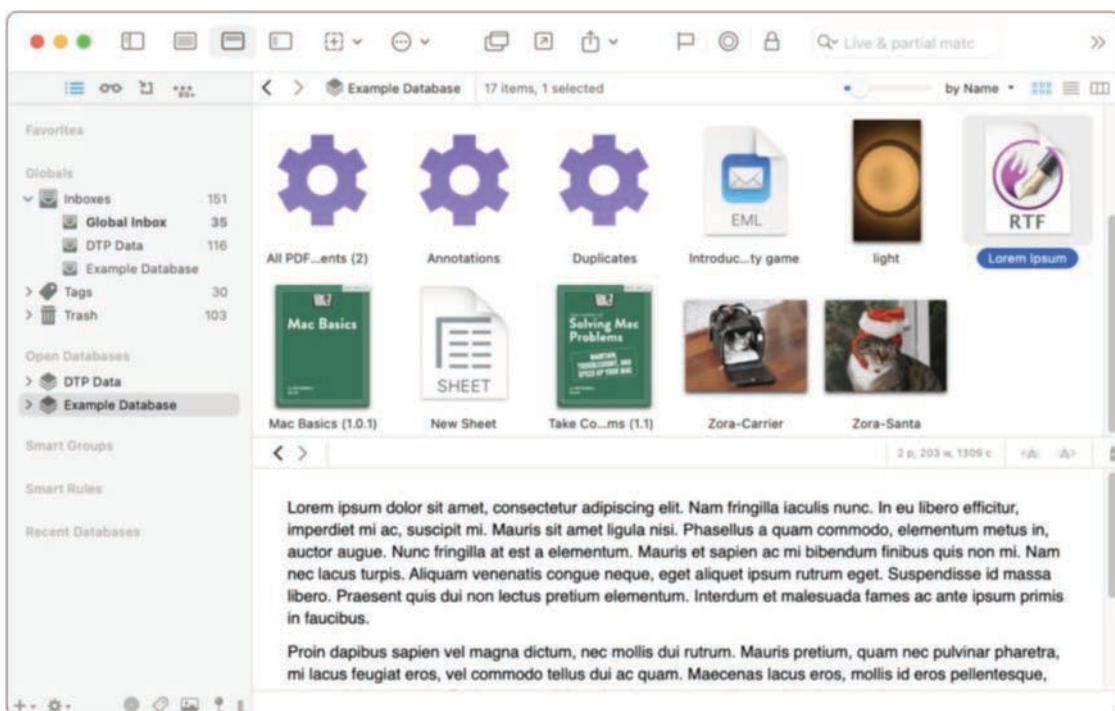 Live & partial matc
Example Database
17 items, 1 selected
by Name
Favorites
Globals
Inboxes 151
Global Inbox 35
DTP Data 116
Example Database
Tags 30
Trash 103
Open Databases
DTP Data
Example Database
Smart Groups
Smart Rules
Recent Databases
EML
RTF
All PDF...ents (2)
Annotations
Duplicates
Introduc...ty game
light
Lorem Ipsum
Mac Basics
SHEET
Solving Mac
Problems
MAINTAIN,
TROUBLESHOOT, AND
SPEED UP YOUR MAC
Mac Basics (1.0.1)
New Sheet
Take Co...ms (1.1)
Zora-Carrier
Zora-Santa
2 p, 203 w, 1309 c
Lorem ipsum dolor sit amet, consectetur adipiscing elit. Nam fringilla iaculis nunc. In eu libero efficitur,
imperdiet mi ac, suscipit mi. Mauris sit amet ligula nisi. Phasellus a quam commodo, elementum metus in,
auctor augue. Nunc fringilla at est a elementum. Mauris et sapien ac mi bibendum finibus quis non mi. Nam
nec lacus turpis. Aliquam venenatis congue neque, eget aliquet ipsum rutrum eget. Suspendisse id massa
libero. Praesent quis dui non lectus pretium elementum. Interdum et malesuada fames ac ante ipsum primis
in faucibus.
Proin dapibus sapien vel magna dictum, nec mollis dui rutrum. Mauris pretium, quam nec pulvinar pharetra,
mi lacus feugiat eros, vel commodo tellus dui ac quam. Maecenas lacus eros, mollis id eros pellentesque,